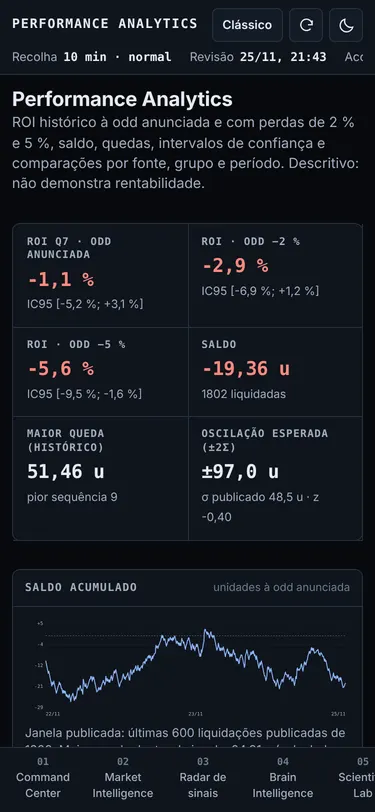 PERFORMANCE ANALYTICS
Clássico
Recolha 10 min · normal Revisão 25/11, 21:43
Performance Analytics
ROI histórico à odd anunciada e com perdas de 2 %
e 5 %, saldo, quedas, intervalos de confiança e
comparações por fonte, grupo e período. Descritivo:
não demonstra rentabilidade.
ROI Q7 · ODD
ANUNCIADA
-1,1 %
IC95 [-5,2 %; +3,1 %]
ROI · ODD −2 %
-2,9 %
IC95 [-6,9 %; +1,2 %]
ROI · ODD −5 %
-5,6 %
IC95 [-9,5 %; -1,6 %]
SALDO
-19,36 u
1802 liquidadas
MAIOR QUEDA
(HISTÓRICO)
51,46 u
pior sequência 9
OSCILAÇÃO ESPERADA
(±2Σ)
±97,0 u
σ publicado 48,5 u · z
-0,40
SALDO ACUMULADO
unidades à odd anunciada
+5
-4
-12
-21
-29
22/11
23/11
25/11
Janela publicada: últimas 600 liquidações publicadas de
01
Command
Center
02
Market
Intelligence
03
Radar de
sinais
04
Brain
Intelligence
05
Lab